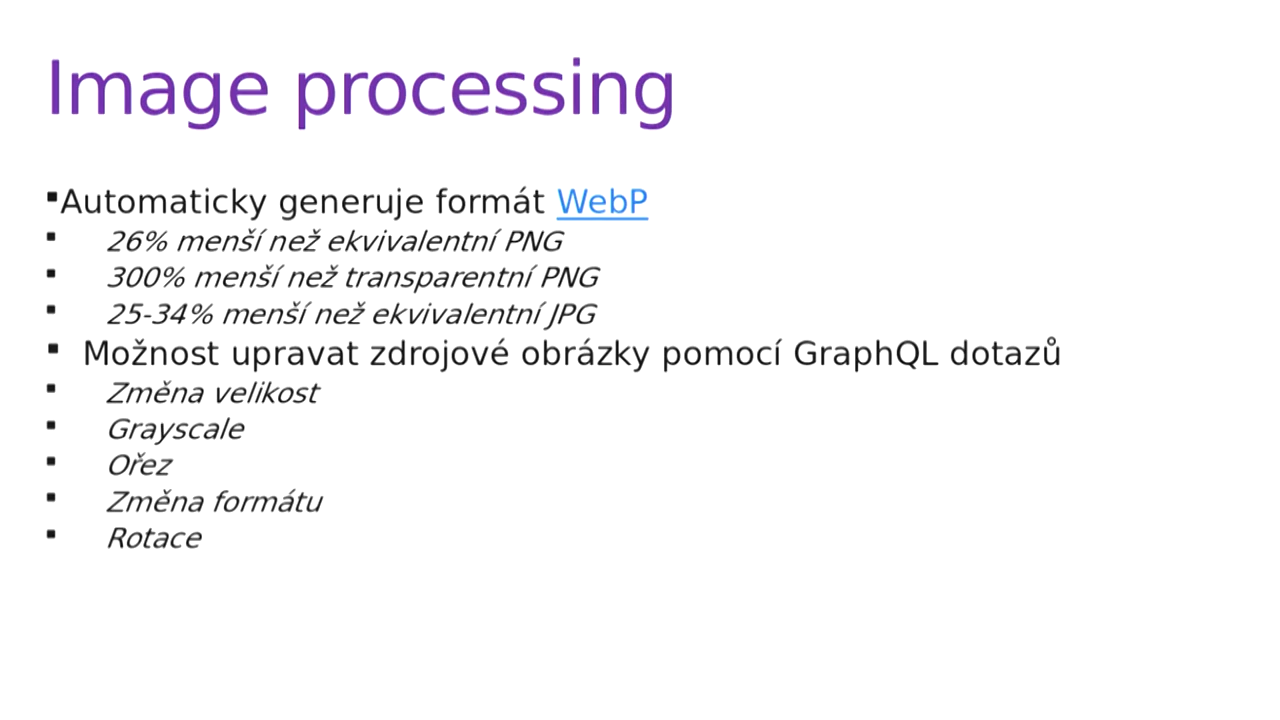 Image processing
▪Automaticky generuje formát WebP
▪ 26% menší než ekvivalentní PNG
▪ 300% menší než transparentní PNG
▪ 25-34% menší než ekvivalentní JPG
▪ Možnost upravat zdrojové obrázky pomocí GraphQL dotazů
▪ Změna velikost
▪ Grayscale
▪ Ořez
▪ Změna formátu
▪ Rotace